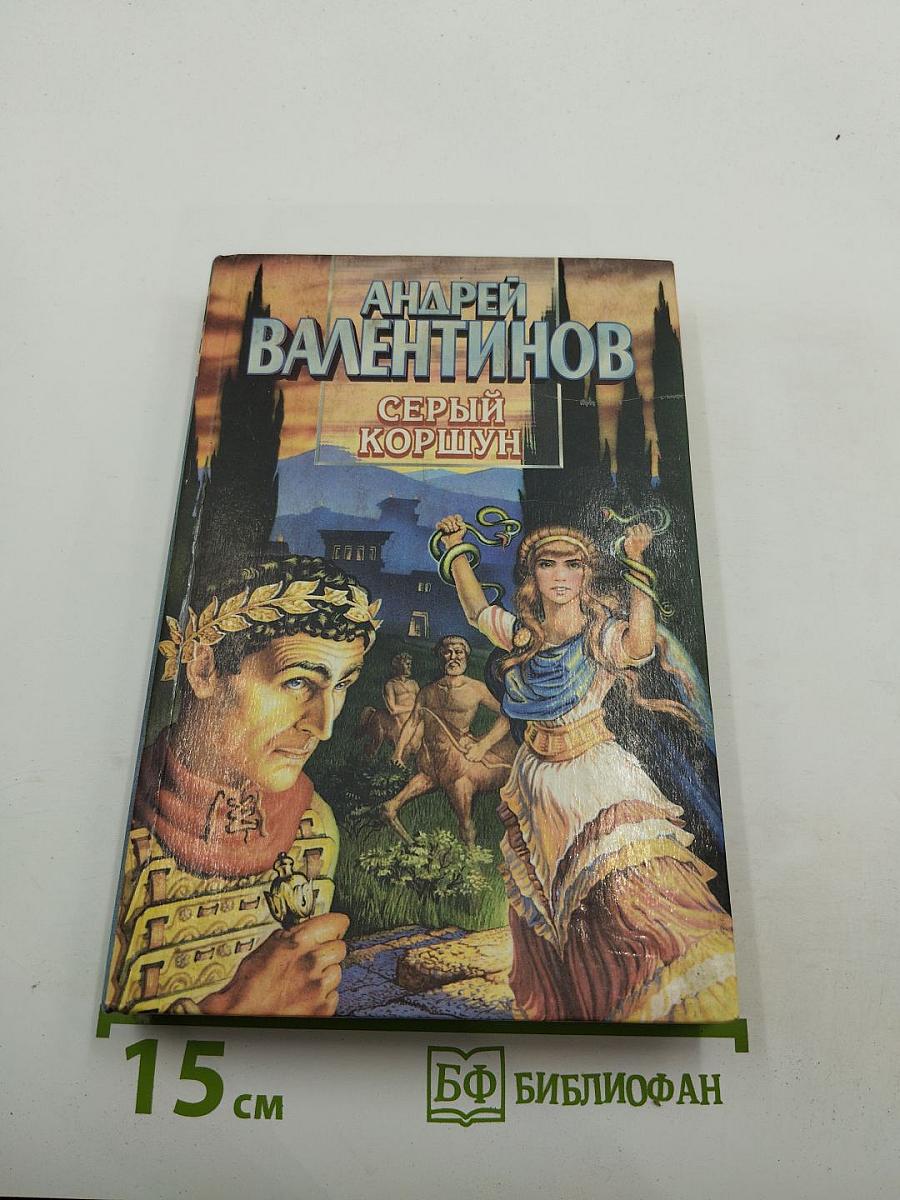 АНДРЕЙ
ВАЛЕНТИНОВ
СЕРЫЙ
КОРШУН
15 см
БФ БИБЛИОФАН